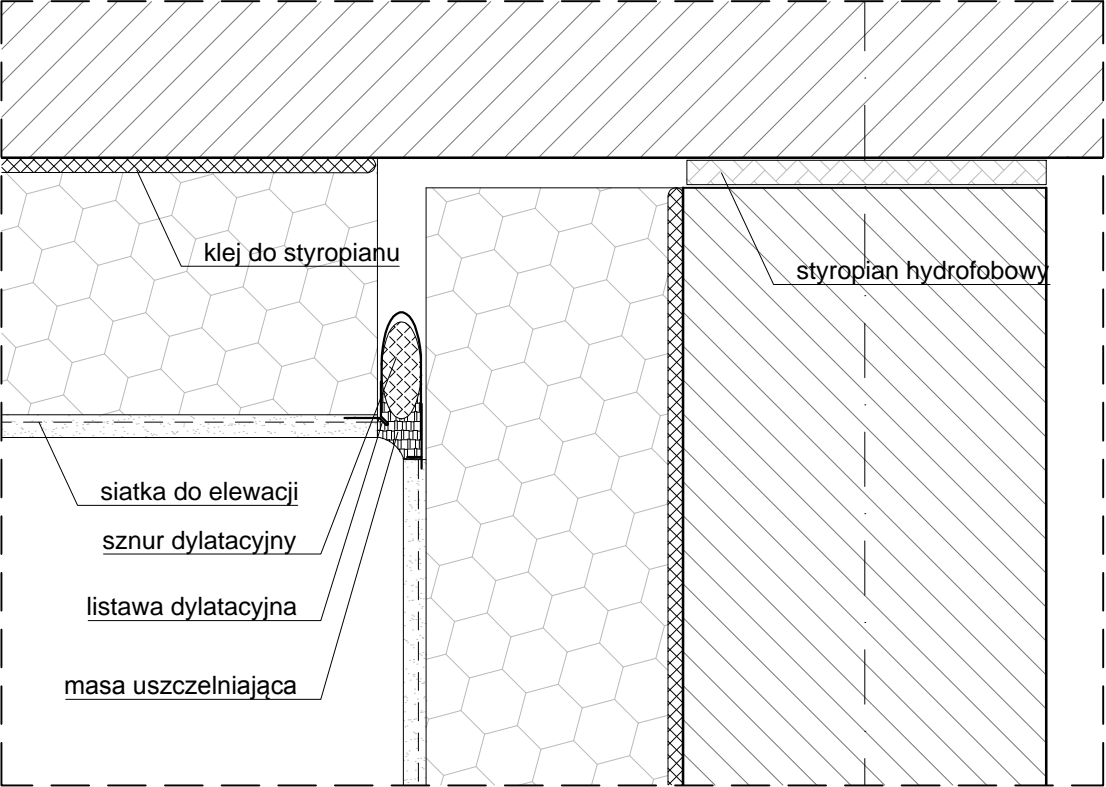 klej do styropianu
styropian hydrofobowy
siatka do elewacji
sznur dylatacyjny
listawa dylatacyjna
masa uszczelniająca